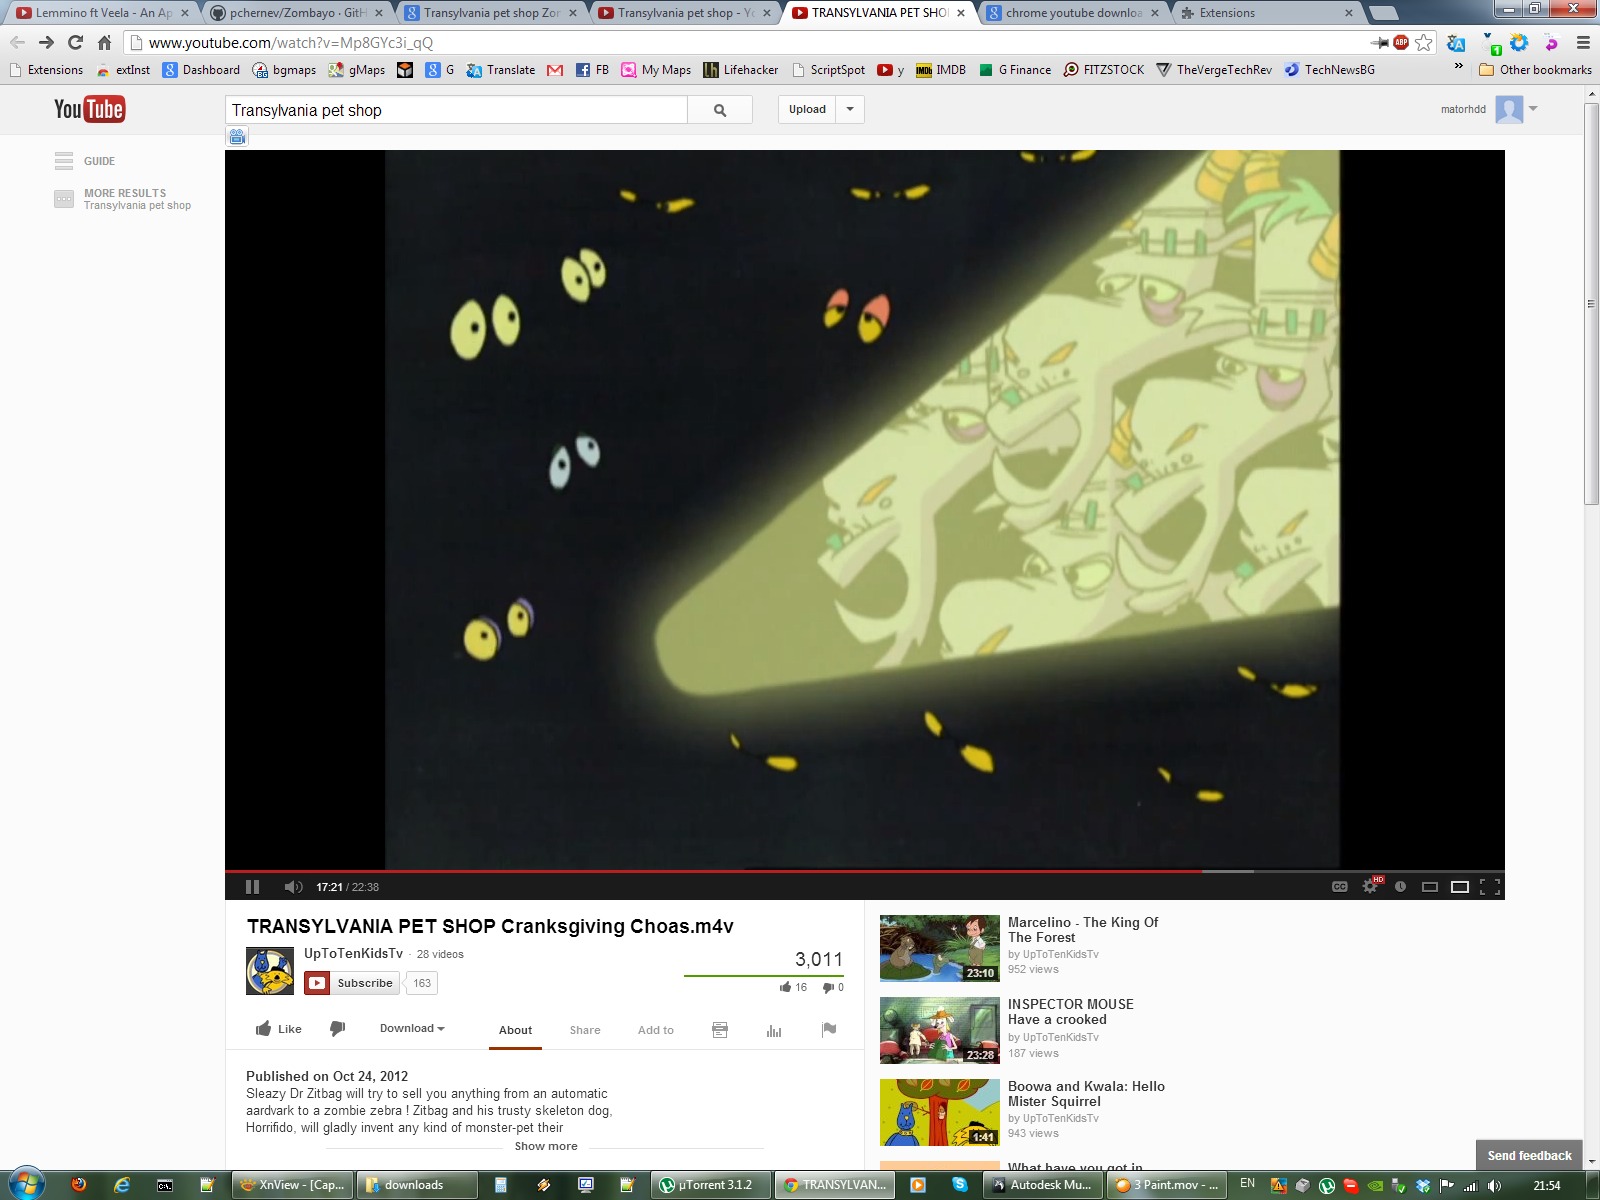 Lemmino ft Veela - An Ap
pchernev/Zombayo · GitH
Transylvania pet shop Zor
Transylvania pet shop - Yo
TRANSYLVANIA PET SHO
chrome youtube downloa
Extensions
www.youtube.com/watch?v=Mp8GYc3i_qQ
ABP
1
Extensions
extInst
Dashboard
bgmaps
gMaps
G
Translate
FB
My Maps
Lifehacker
ScriptSpot
y
IMDB
G Finance
FITZSTOCK
TheVergeTechRev
TechNewsBG
»
Other bookmarks
YouTube
Transylvania pet shop
Upload
matorhdd
GUIDE
MORE RESULTS
Transylvania pet shop
17:21 / 22:38
CC
HD
TRANSYLVANIA PET SHOP Cranksgiving Choas.m4v
UpToTenKidsTv · 28 videos
Subscribe
163
3,011
16
0
Like
Download
About
Share
Add to
Published on Oct 24, 2012
Sleazy Dr Zitbag will try to sell you anything from an automatic
aardvark to a zombie zebra ! Zitbag and his trusty skeleton dog,
Horrifido, will gladly invent any kind of monster-pet their
Show more
23:10
Marcelino - The King Of
The Forest
by UpToTenKidsTv
952 views
23:28
INSPECTOR MOUSE
Have a crooked
by UpToTenKidsTv
187 views
1:41
Boowa and Kwala: Hello
Mister Squirrel
by UpToTenKidsTv
943 views
What have you got in
Send feedback
XnView - [Cap...
downloads
µTorrent 3.1.2
TRANSYLVAN...
Autodesk Mu...
3 Paint.mov - ...
EN
21:54